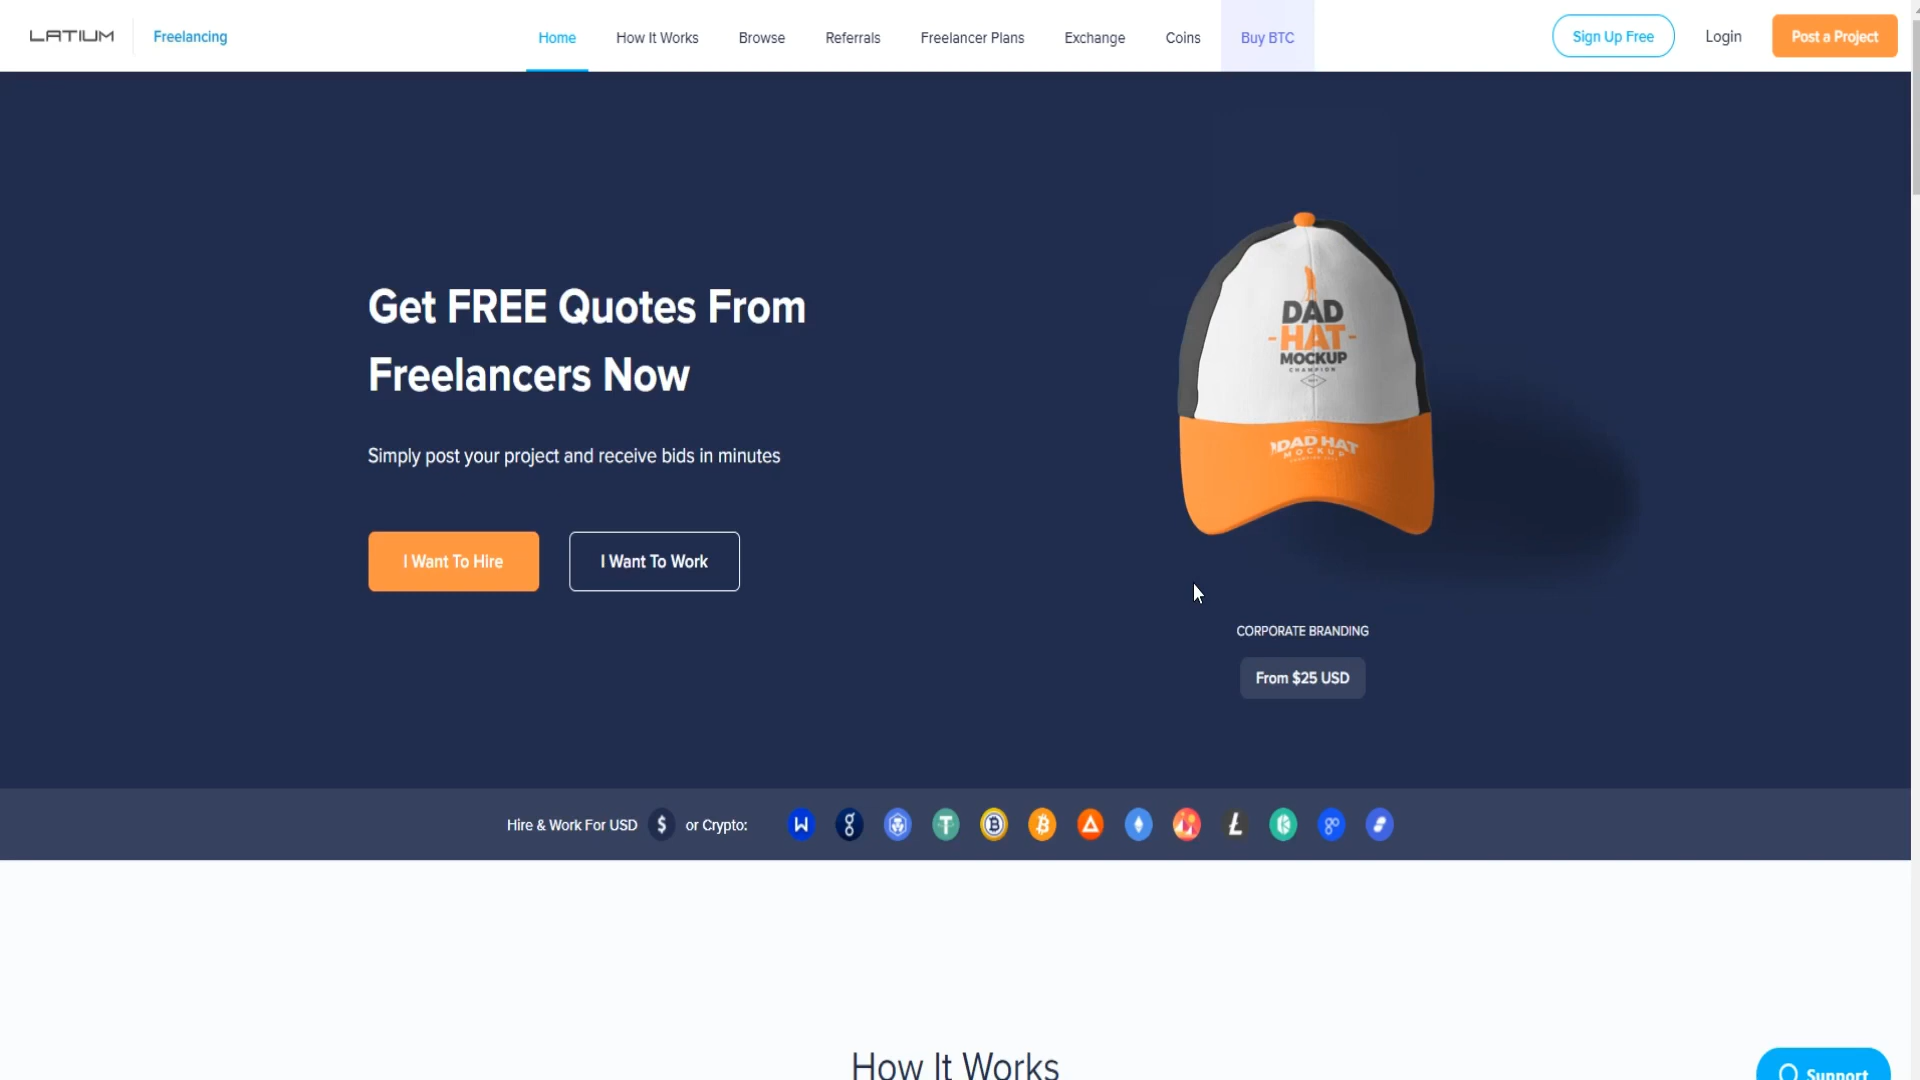 LATIUM
Freelancing
Home
How It Works
Browse
Referrals
Freelancer Plans
Exchange
Coins
Buy BTC
Sign Up Free
Login
Post a Project
Get FREE Quotes From
Freelancers Now
Simply post your project and receive bids in minutes
I Want To Hire
I Want To Work
DAD
-HAT-
MOCKUP
CHAMPION
DAD HAT
MOCKUP
CORPORATE BRANDING
From $25 USD
Hire & Work For USD $ or Crypto:
How It Works
Support